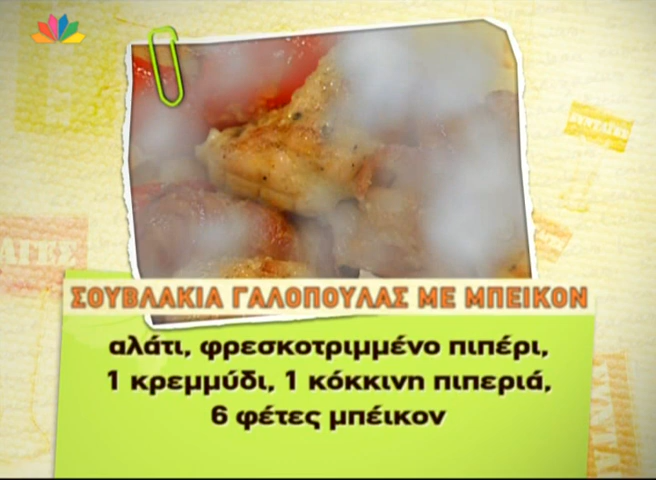 ΣΟΥΒΛΑΚΙΑ ΓΑΛΟΠΟΥΛΑΣ ΜΕ ΜΠΕΙΚΟΝ
αλάτι, φρεσκοτριμμένο πιπέρι,
1 κρεμμύδι, 1 κόκκινη πιπεριά,
6 φέτες μπέικον